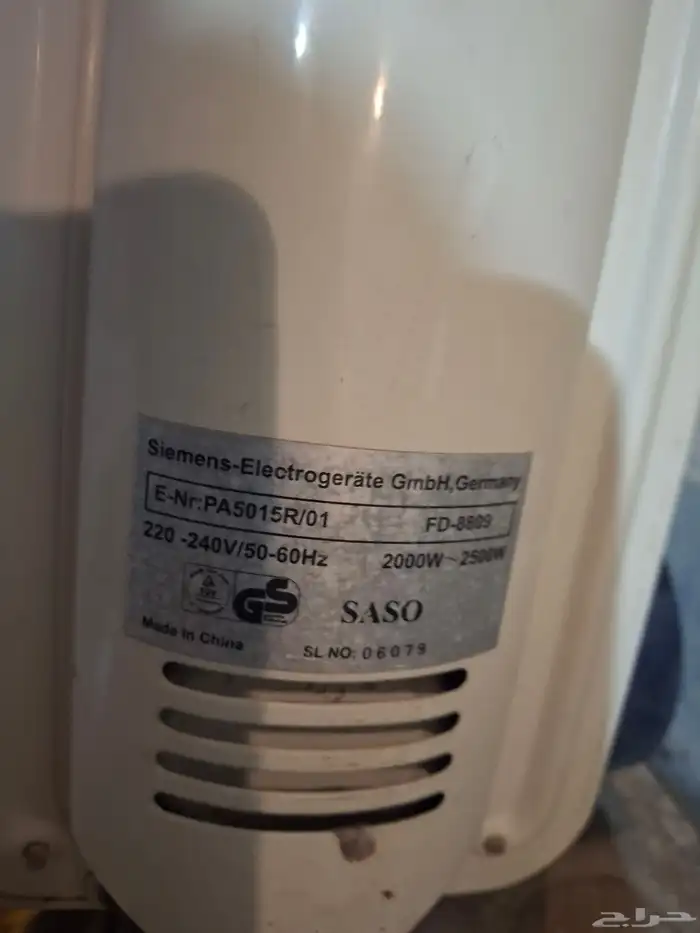 Siemens-Electrogeräte GmbH, Germany
E-Nr:PA5015R/01 FD-8809
220 -240V/50-60Hz 2000W~2500W
GS SASO
Made in China SL NO: 06079
حراج